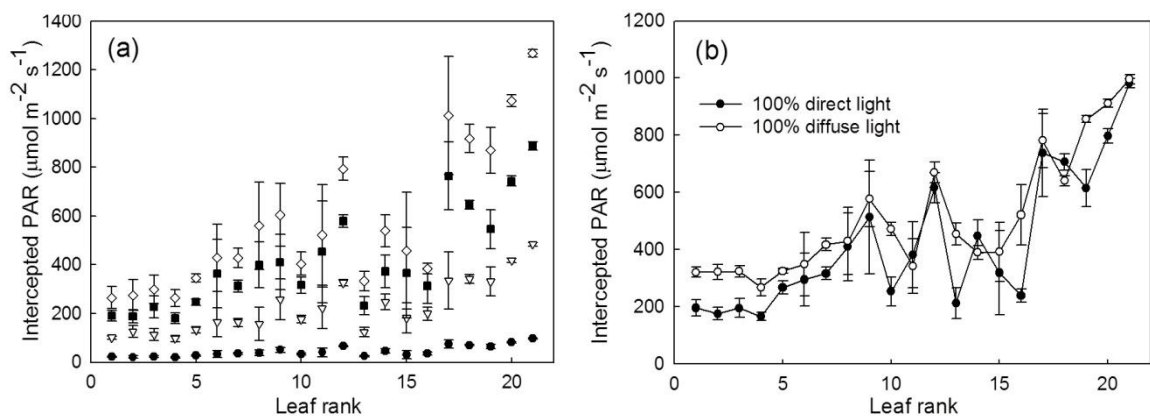 (a)
Intercepted PAR (μmol m⁻² s⁻¹)
1400
1200
1000
800
600
400
200
0
0 5 10 15 20
Leaf rank
(b)
100% direct light
100% diffuse light
Intercepted PAR (μmol m⁻² s⁻¹)
1200
1000
800
600
400
200
0
0 5 10 15 20
Leaf rank